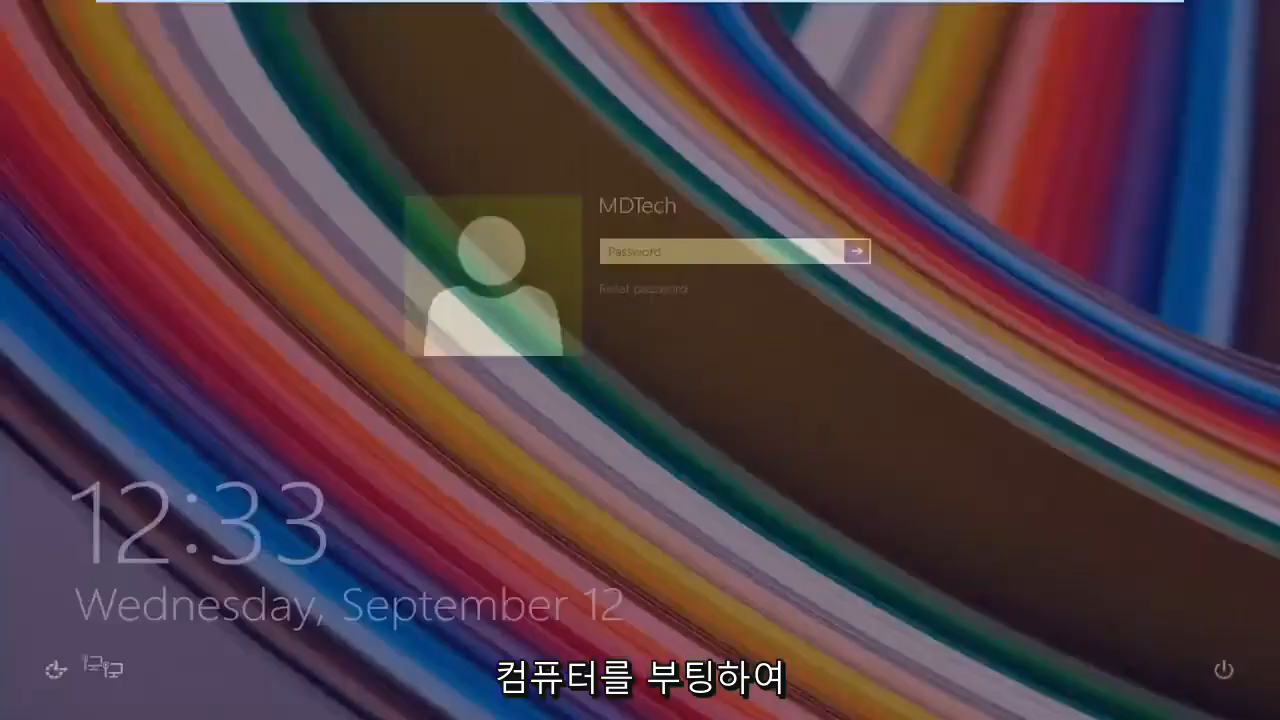 MDTech
Password
Reset password
12:33
Wednesday, September 12
컴퓨터를 부팅하여